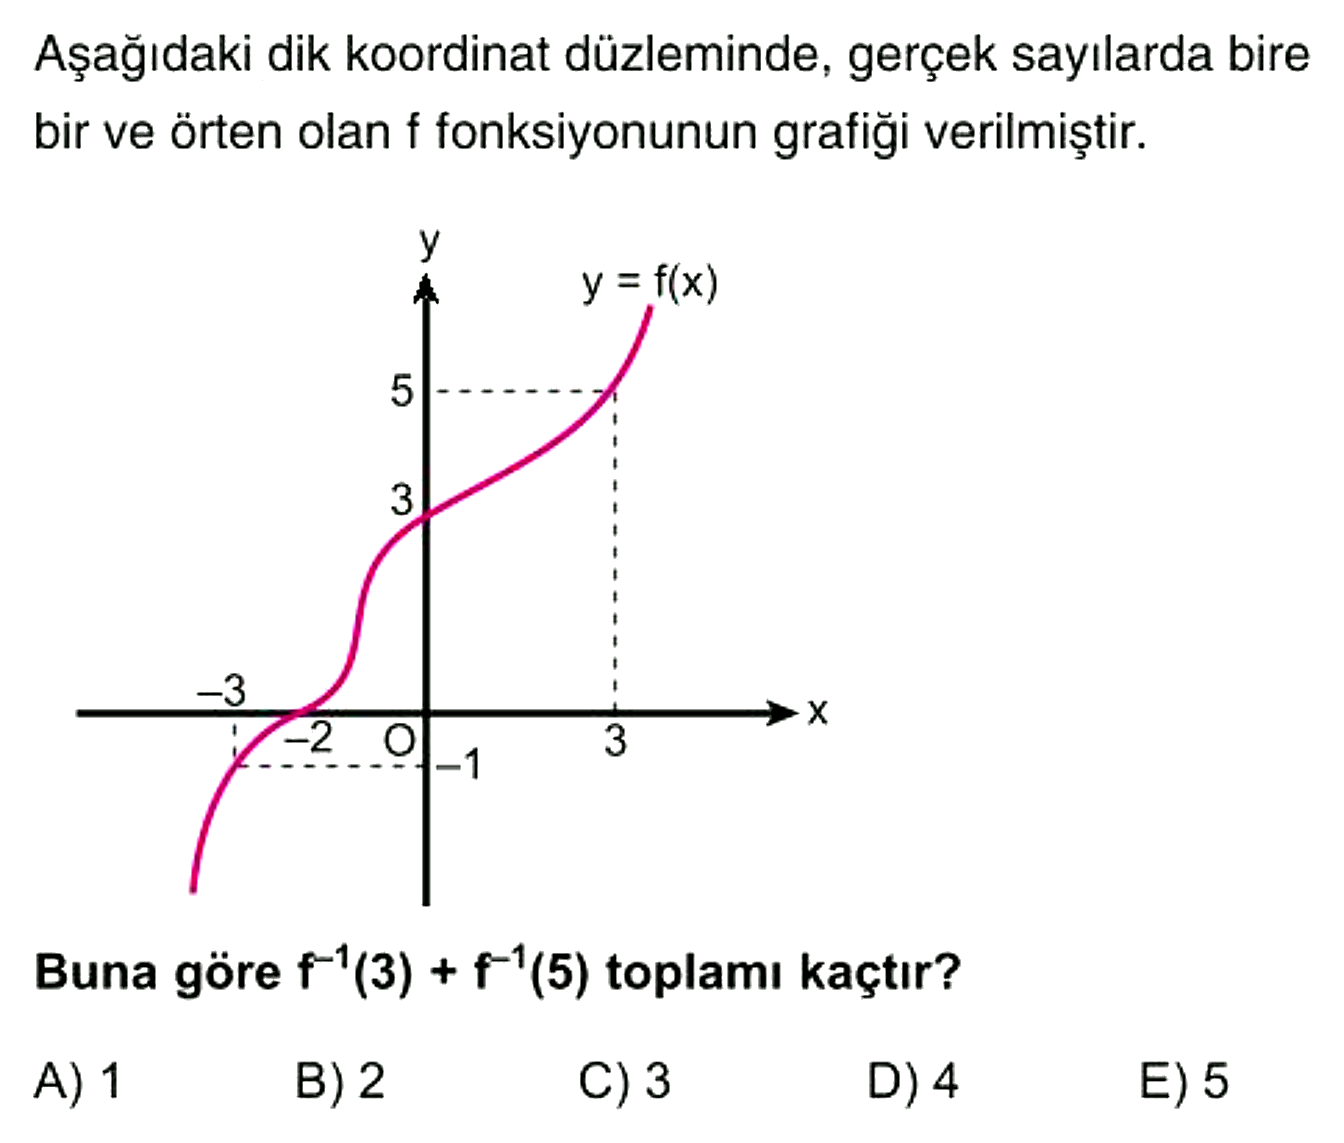 Aşağıdaki dik koordinat düzleminde, gerçek sayılarda bire
bir ve örten olan f fonksiyonunun grafiği verilmiştir.
y
y = f(x)
5
3
–3
–2
O
–1
3
x
Buna göre f⁻¹(3) + f⁻¹(5) toplamı kaçtır?
A) 1 B) 2 C) 3 D) 4 E) 5